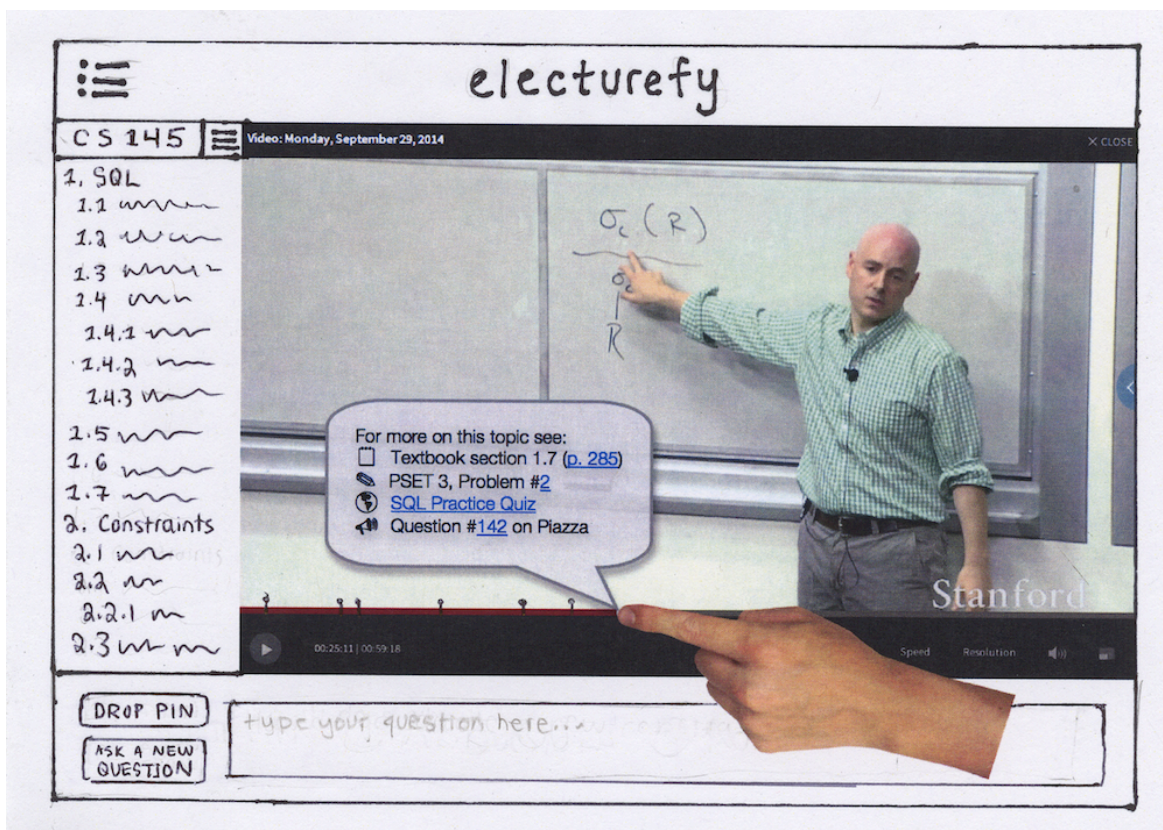 electurefy
CS 145
Video: Monday, September 29, 2014
× CLOSE
1. SQL
1.1
1.2
1.3
1.4
1.4.1
1.4.2
1.4.3
1.5
1.6
1.7
2. Constraints
2.1
2.2
2.2.1
2.3
σc (R)
σc
R
For more on this topic see:
Textbook section 1.7 (p. 285)
PSET 3, Problem #2
SQL Practice Quiz
Question #142 on Piazza
Stanford
00:25:11 | 00:59:18
Speed
Resolution
DROP PIN
ASK A NEW
QUESTION
type your question here...